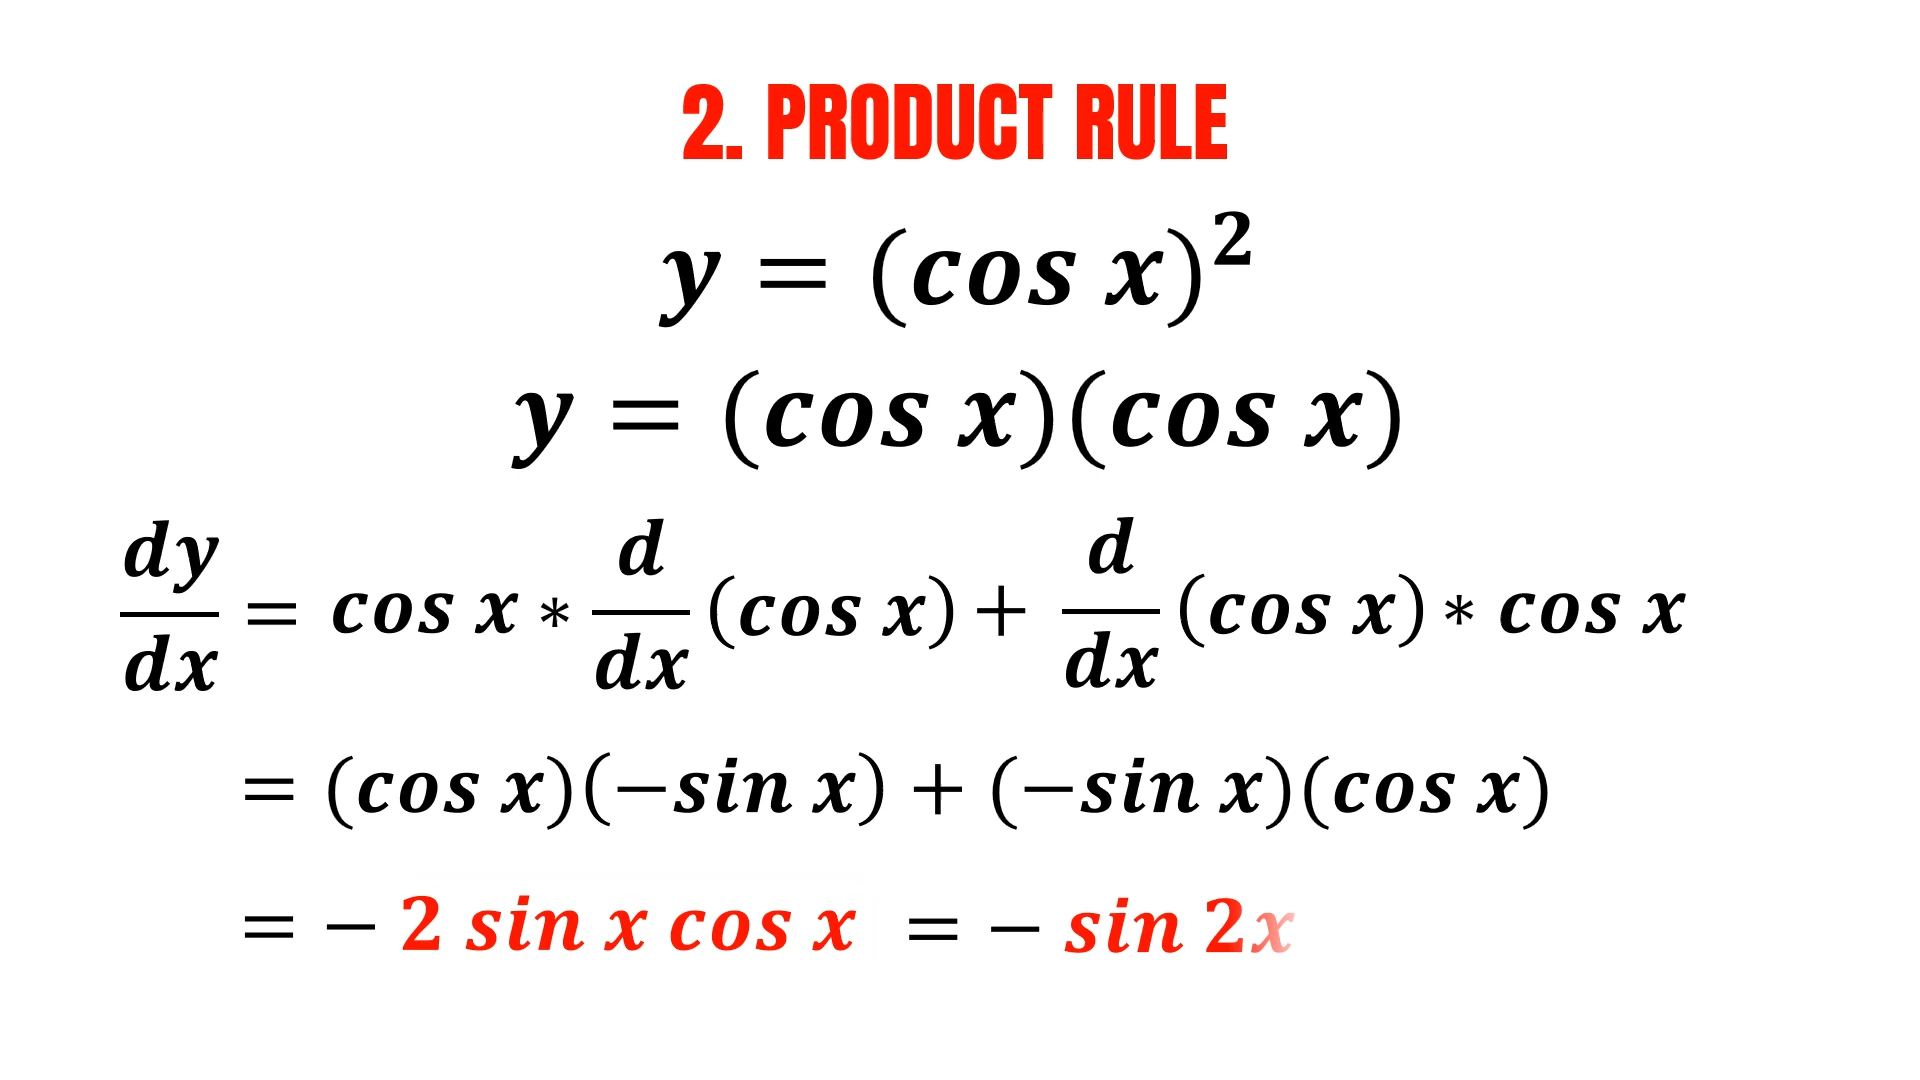 2. PRODUCT RULE
y = (cos x)²
y = (cos x)(cos x)
dy/dx = cos x * d/dx (cos x) + d/dx (cos x) * cos x
= (cos x)(−sin x) + (−sin x)(cos x)
= − 2 sin x cos x = − sin 2x